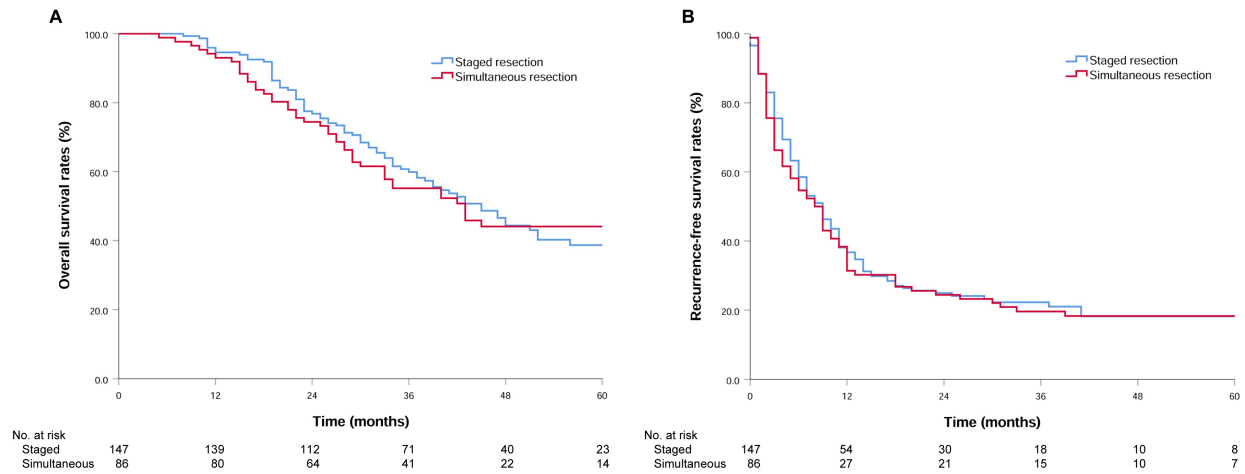 A
Overall survival rates (%)
100.0
80.0
60.0
40.0
20.0
0.0
Staged resection
Simultaneous resection
0 12 24 36 48 60
Time (months)
No. at risk
Staged 147 139 112 71 40 23
Simultaneous 86 80 64 41 22 14
B
Recurrence-free survival rates (%)
100.0
80.0
60.0
40.0
20.0
0.0
Staged resection
Simultaneous resection
0 12 24 36 48 60
Time (months)
No. at risk
Staged 147 54 30 18 10 8
Simultaneous 86 27 21 15 10 7